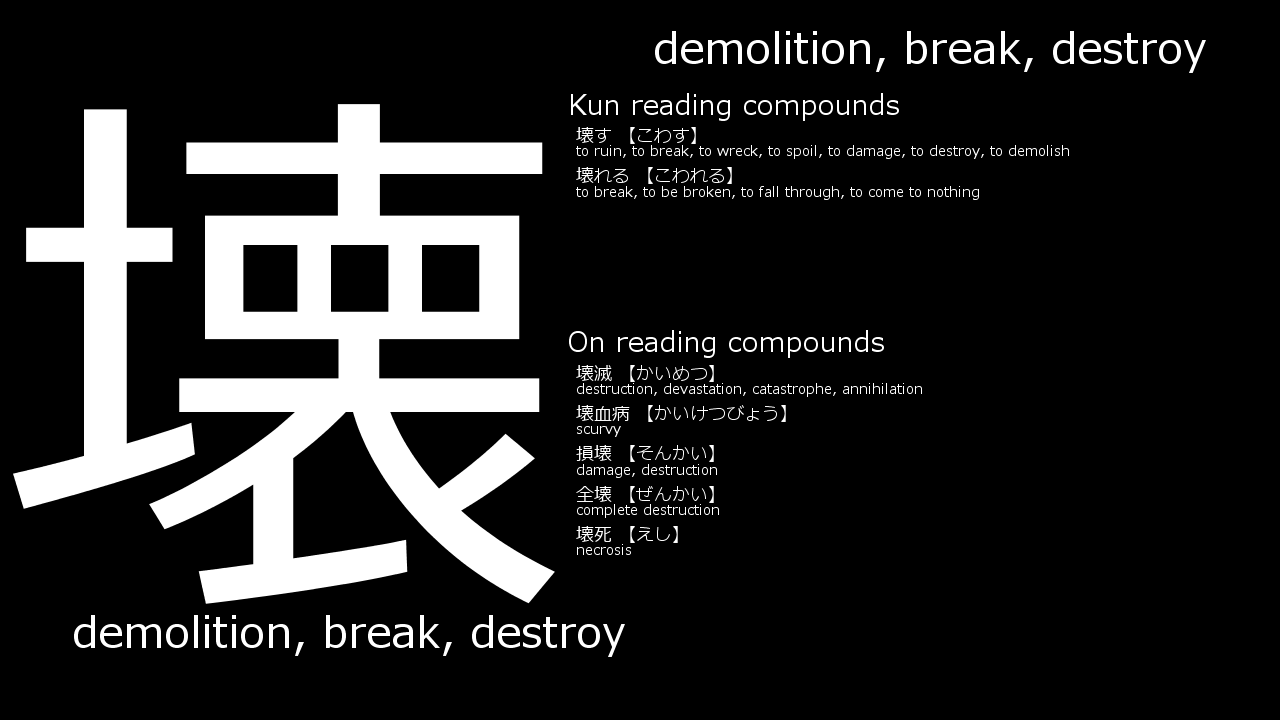 壊
demolition, break, destroy
demolition, break, destroy
Kun reading compounds
壊す 【こわす】
to ruin, to break, to wreck, to spoil, to damage, to destroy, to demolish
壊れる 【こわれる】
to break, to be broken, to fall through, to come to nothing
On reading compounds
壊滅 【かいめつ】
destruction, devastation, catastrophe, annihilation
壊血病 【かいけつびょう】
scurvy
損壊 【そんかい】
damage, destruction
全壊 【ぜんかい】
complete destruction
壊死 【えし】
necrosis